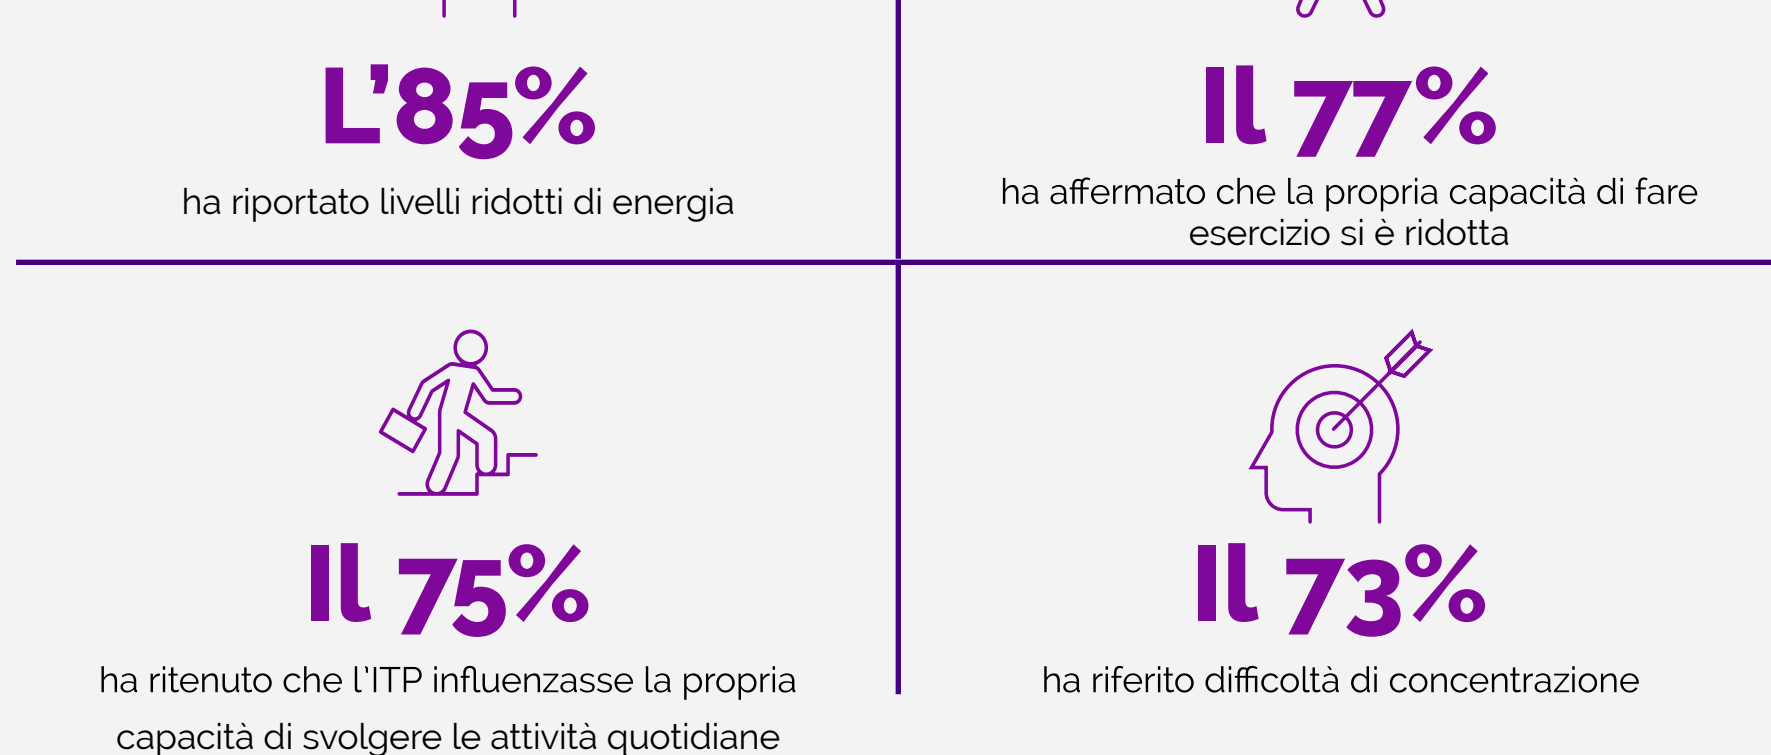 L’85%
ha riportato livelli ridotti di energia
Il 77%
ha affermato che la propria capacità di fare
esercizio si è ridotta
Il 75%
ha ritenuto che l’ITP influenzasse la propria
capacità di svolgere le attività quotidiane
Il 73%
ha riferito difficoltà di concentrazione